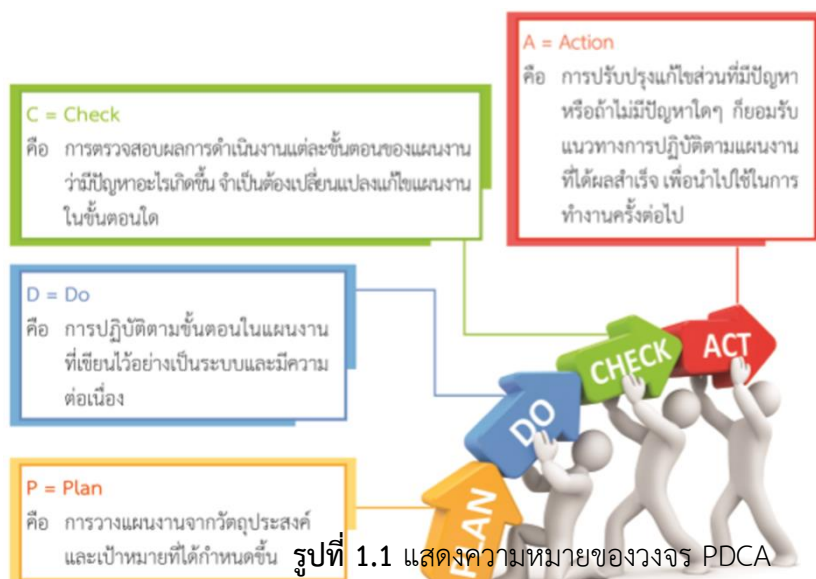 A = Action
คือ การปรับปรุงแก้ไขส่วนที่มีปัญหา
หรือถ้าไม่มีปัญหาใดๆ ก็ยอมรับ
แนวทางการปฏิบัติตามแผนงาน
ที่ได้ผลสำเร็จ เพื่อนำไปใช้ในการ
ทำงานครั้งต่อไป
C = Check
คือ การตรวจสอบผลการดำเนินงานแต่ละขั้นตอนของแผนงาน
ว่ามีปัญหาอะไรเกิดขึ้น จำเป็นต้องเปลี่ยนแปลงแก้ไขแผนงาน
ในขั้นตอนใด
D = Do
คือ การปฏิบัติตามขั้นตอนในแผนงาน
ที่เขียนไว้อย่างเป็นระบบและมีความ
ต่อเนื่อง
P = Plan
คือ การวางแผนงานจากวัตถุประสงค์
และเป้าหมายที่ได้กำหนดขึ้น
PLAN
DO
CHECK
ACT
รูปที่ 1.1 แสดงความหมายของวงจร PDCA